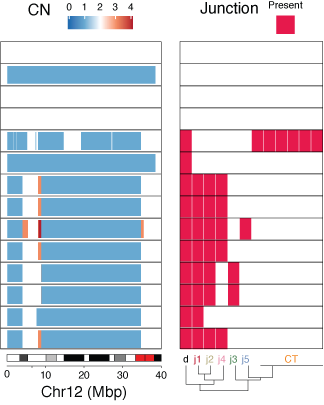 CN
Junction
Present
0 1 2 3 4
d j1 j2 j4 j3 j5 CT
0 10 20 30 40
Chr12 (Mbp)